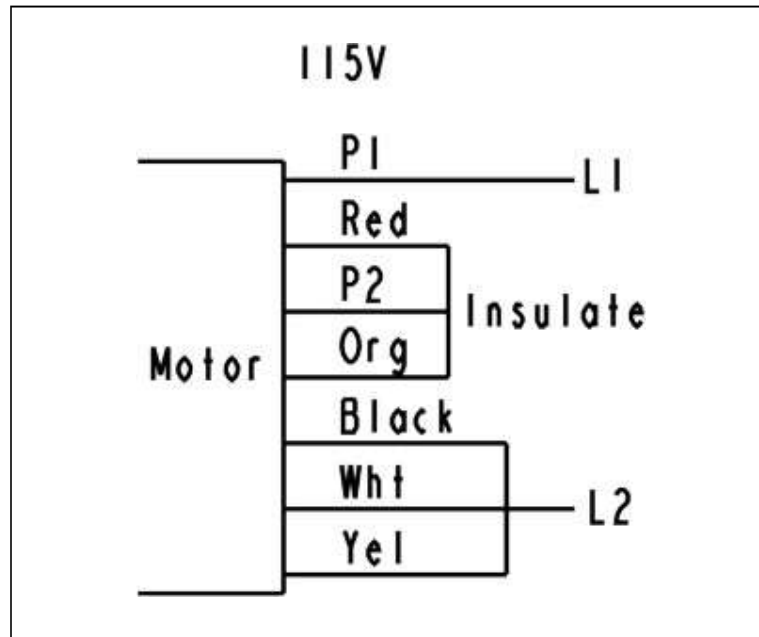 115V
P1
L1
Red
P2
Insulate
Org
Motor
Black
Wht
L2
Yel